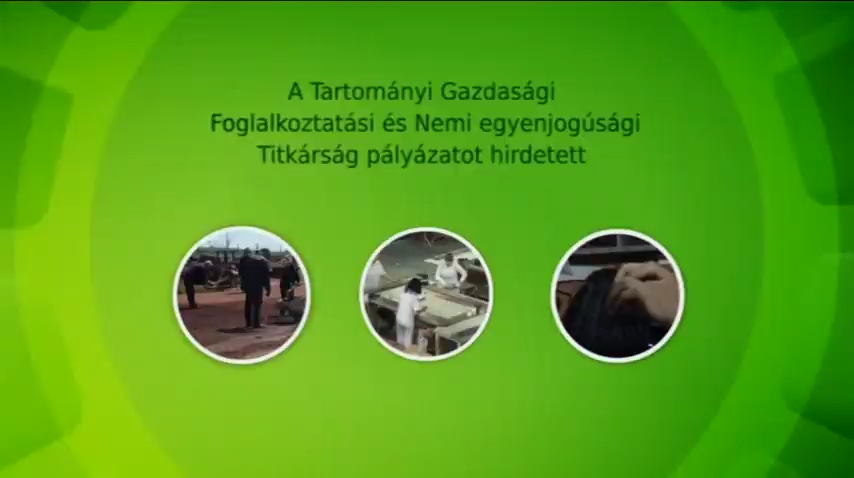 A Tartományi Gazdasági
Foglalkoztatási és Nemi egyenjogúsági
Titkárság pályázatot hirdetett